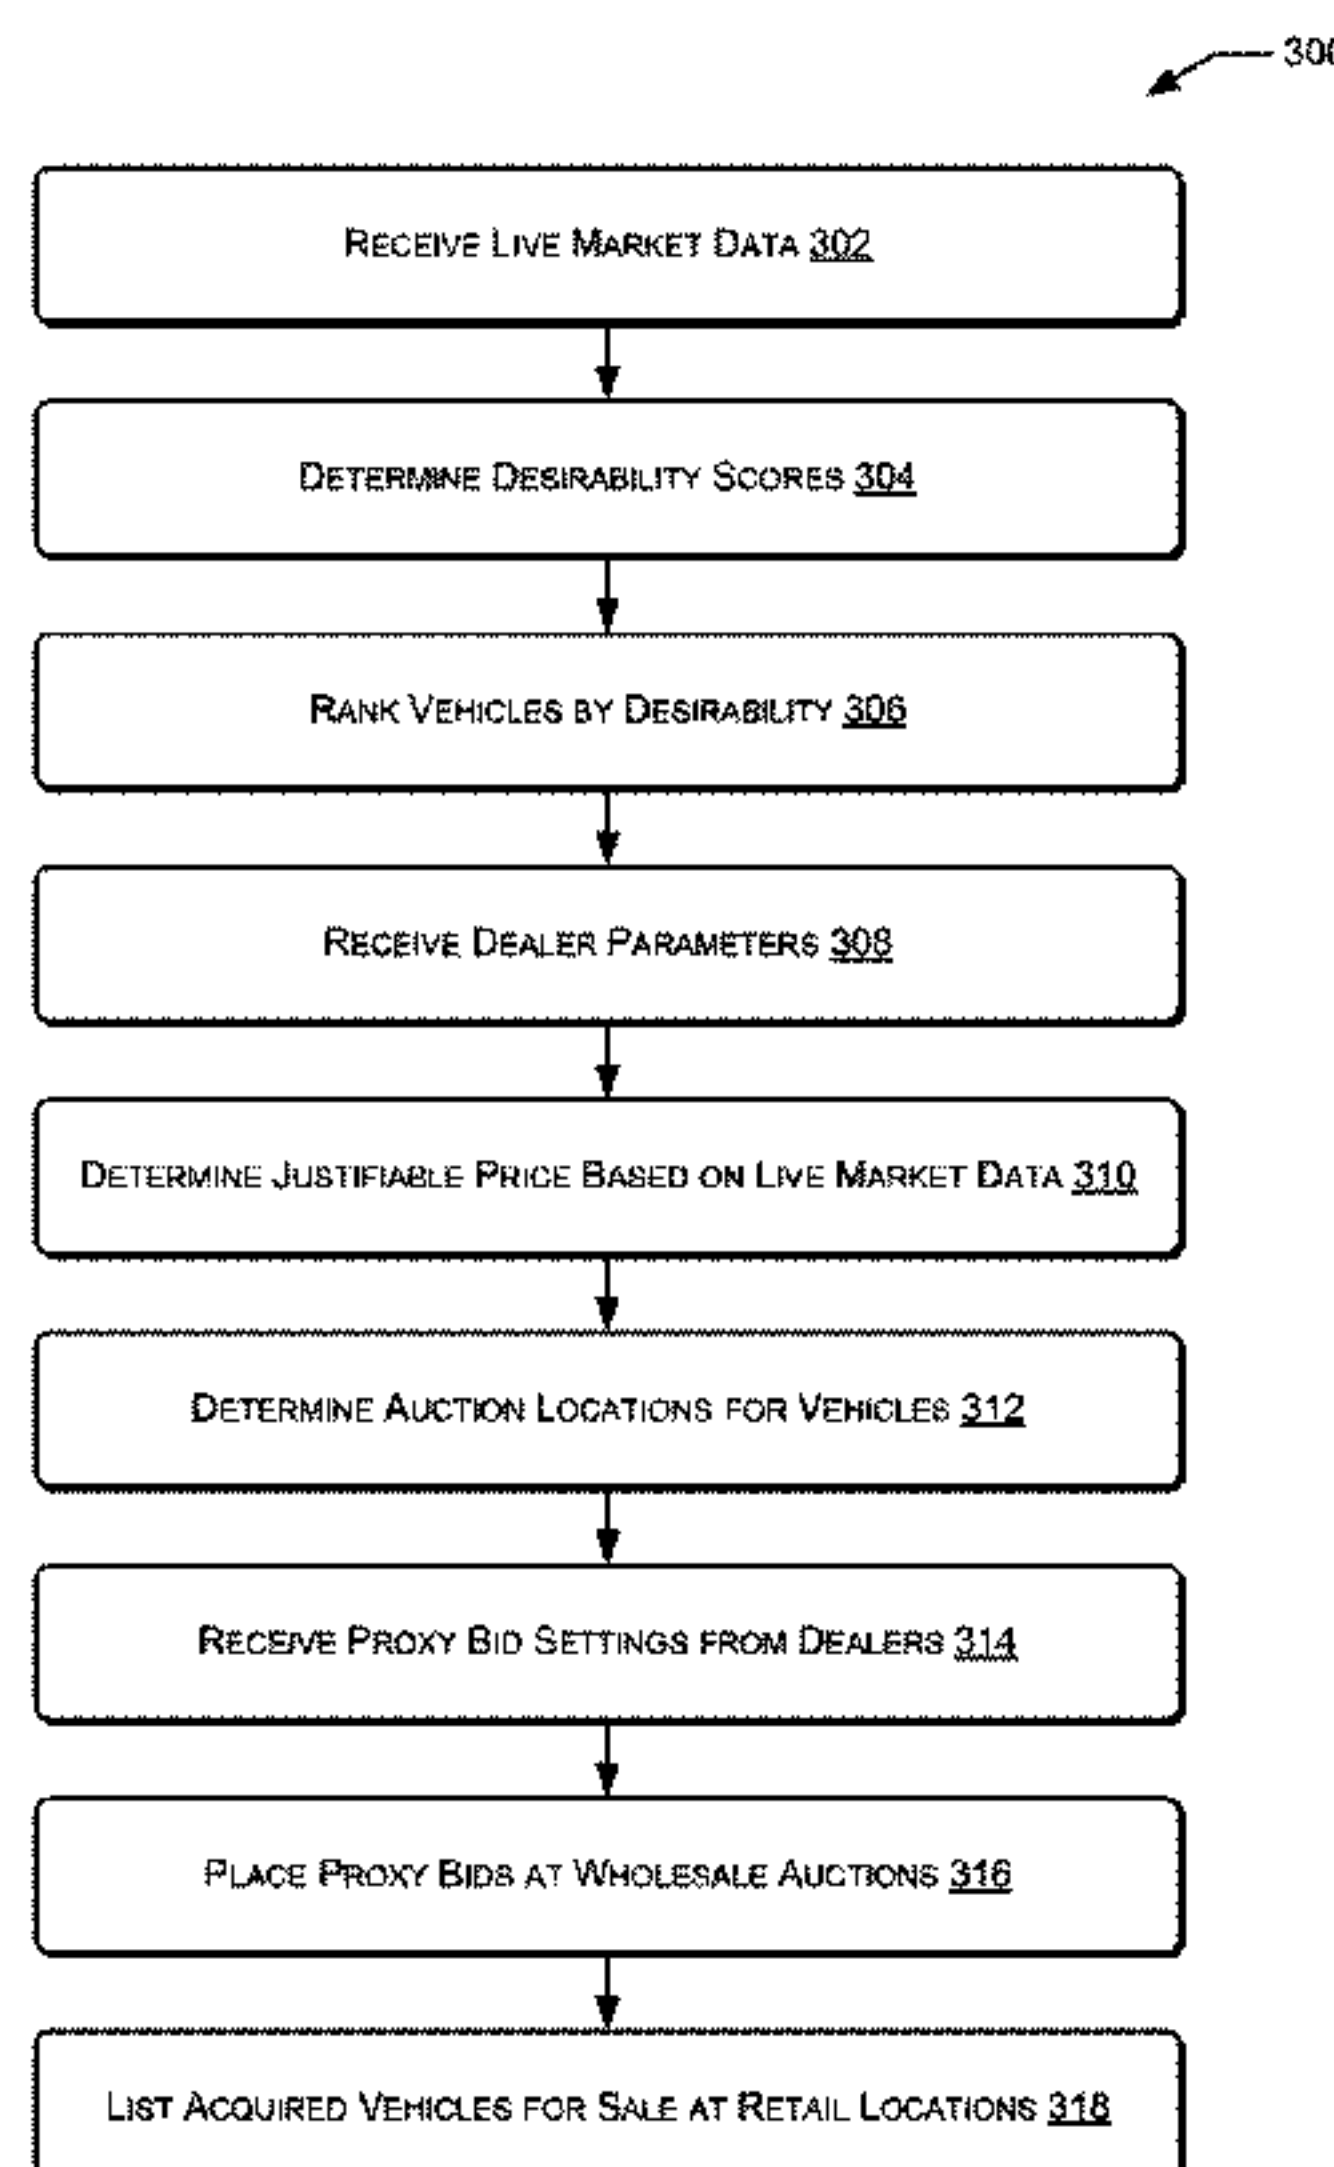 300
RECEIVE LIVE MARKET DATA 302
DETERMINE DESIRABILITY SCORES 304
RANK VEHICLES BY DESIRABILITY 306
RECEIVE DEALER PARAMETERS 308
DETERMINE JUSTIFIABLE PRICE BASED ON LIVE MARKET DATA 310
DETERMINE AUCTION LOCATIONS FOR VEHICLES 312
RECEIVE PROXY BID SETTINGS FROM DEALERS 314
PLACE PROXY BIDS AT WHOLESALE AUCTIONS 316
LIST ACQUIRED VEHICLES FOR SALE AT RETAIL LOCATIONS 318